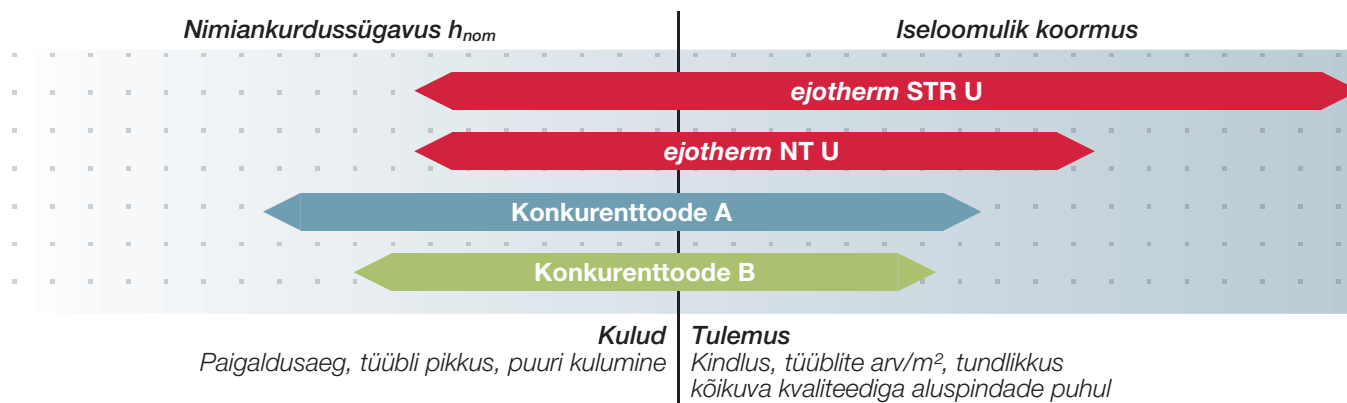 Nimiankurdussügavus hnom
Iseloomulik koormus
ejotherm STR U
ejotherm NT U
Konkurenttoode A
Konkurenttoode B
Kulud
Paigaldusaeg, tüübli pikkus, puuri kulumine
Tulemus
Kindlus, tüüblite arv/m², tundlikkus
kõikuva kvaliteediga aluspindade puhul